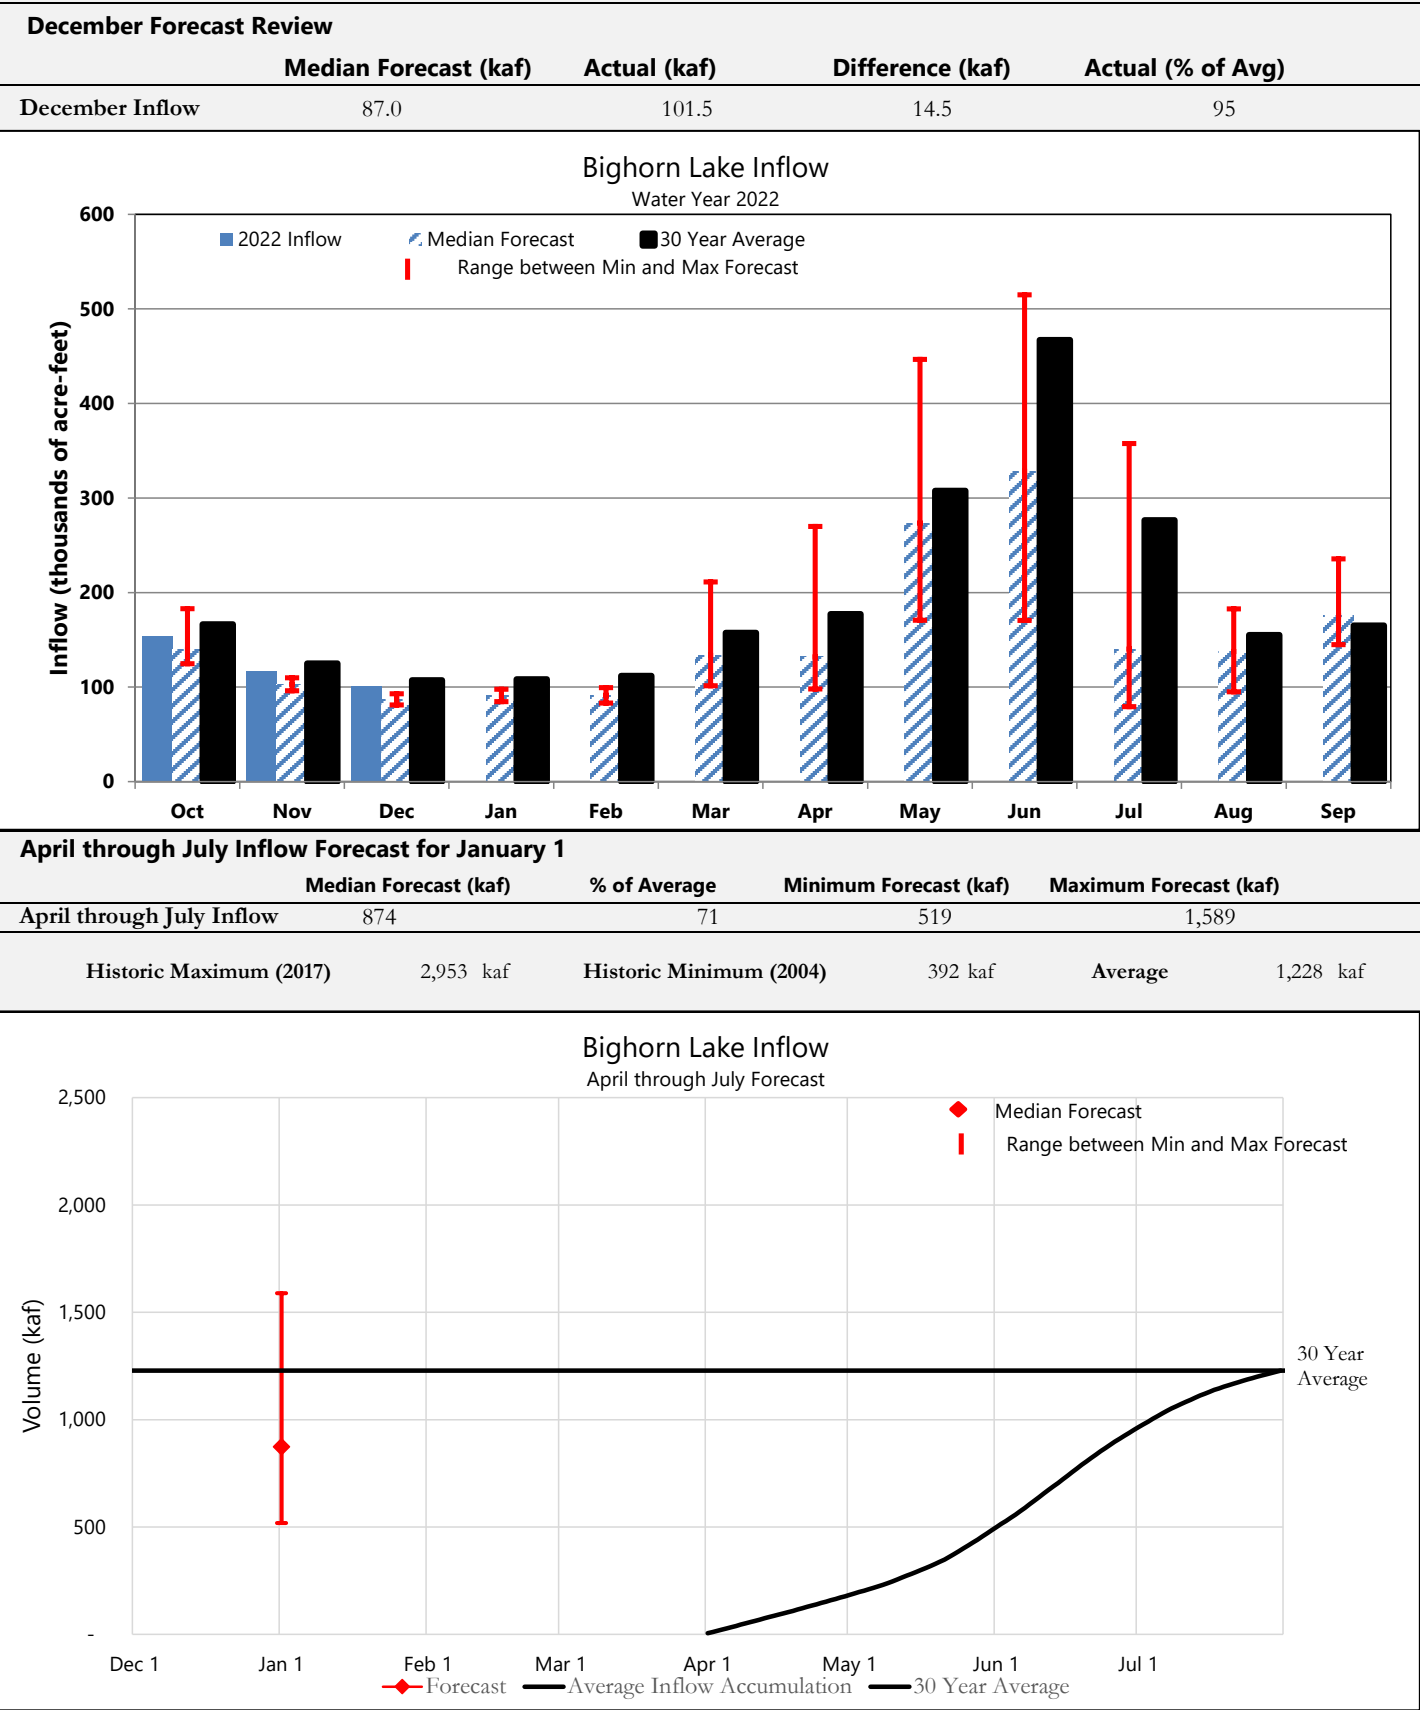 December Forecast Review
Median Forecast (kaf) Actual (kaf) Difference (kaf) Actual (% of Avg)
December Inflow 87.0 101.5 14.5 95
Bighorn Lake Inflow
Water Year 2022
2022 Inflow Median Forecast 30 Year Average
Range between Min and Max Forecast
Inflow (thousands of acre-feet)
600
500
400
300
200
100
0
Oct Nov Dec Jan Feb Mar Apr May Jun Jul Aug Sep
April through July Inflow Forecast for January 1
Median Forecast (kaf) % of Average Minimum Forecast (kaf) Maximum Forecast (kaf)
April through July Inflow 874 71 519 1,589
Historic Maximum (2017) 2,953 kaf Historic Minimum (2004) 392 kaf Average 1,228 kaf
Bighorn Lake Inflow
April through July Forecast
Median Forecast
Range between Min and Max Forecast
Volume (kaf)
2,500
2,000
1,500
1,000
500
-
30 Year
Average
Dec 1 Jan 1 Feb 1 Mar 1 Apr 1 May 1 Jun 1 Jul 1
Forecast Average Inflow Accumulation 30 Year Average